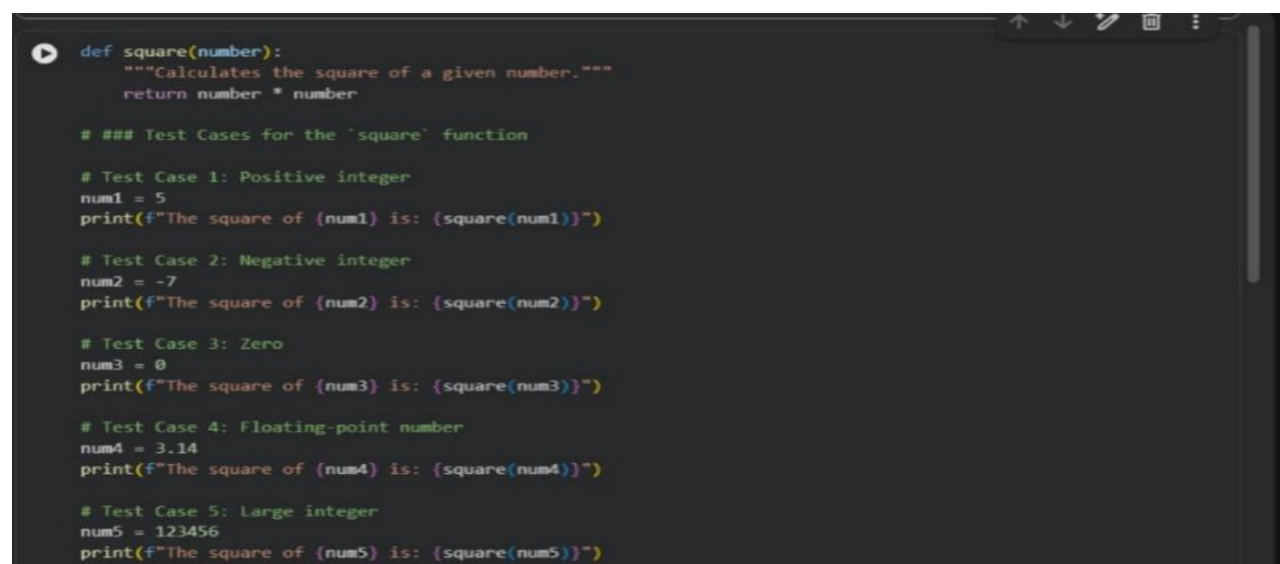 def square(number):
"""Calculates the square of a given number."""
return number * number
# ### Test Cases for the `square` function
# Test Case 1: Positive integer
num1 = 5
print(f"The square of {num1} is: {square(num1)}")
# Test Case 2: Negative integer
num2 = -7
print(f"The square of {num2} is: {square(num2)}")
# Test Case 3: Zero
num3 = 0
print(f"The square of {num3} is: {square(num3)}")
# Test Case 4: Floating-point number
num4 = 3.14
print(f"The square of {num4} is: {square(num4)}")
# Test Case 5: Large integer
num5 = 123456
print(f"The square of {num5} is: {square(num5)}")